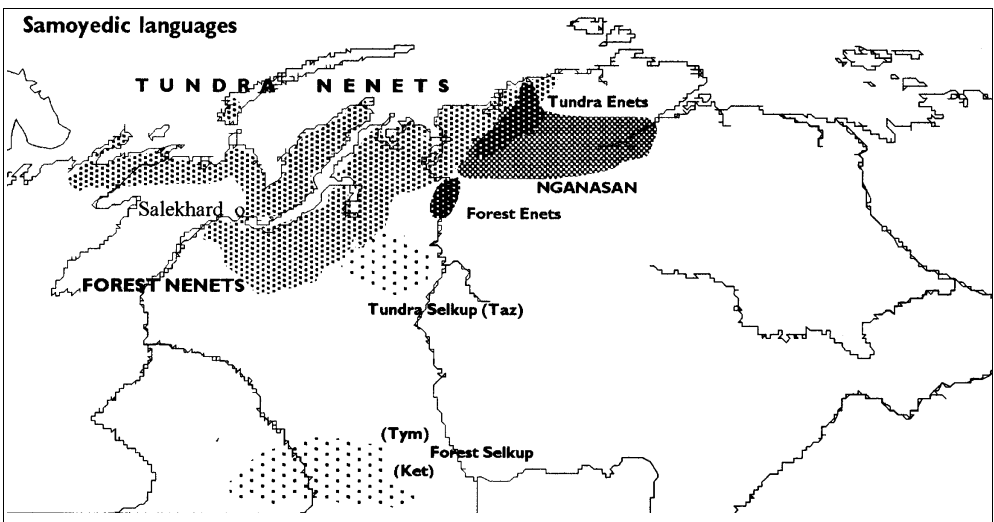 Samoyedic languages
TUNDRA NENETS
Tundra Enets
NGANASAN
Salekhard
Forest Enets
FOREST NENETS
Tundra Selkup (Taz)
(Tym)
Forest Selkup
(Ket)